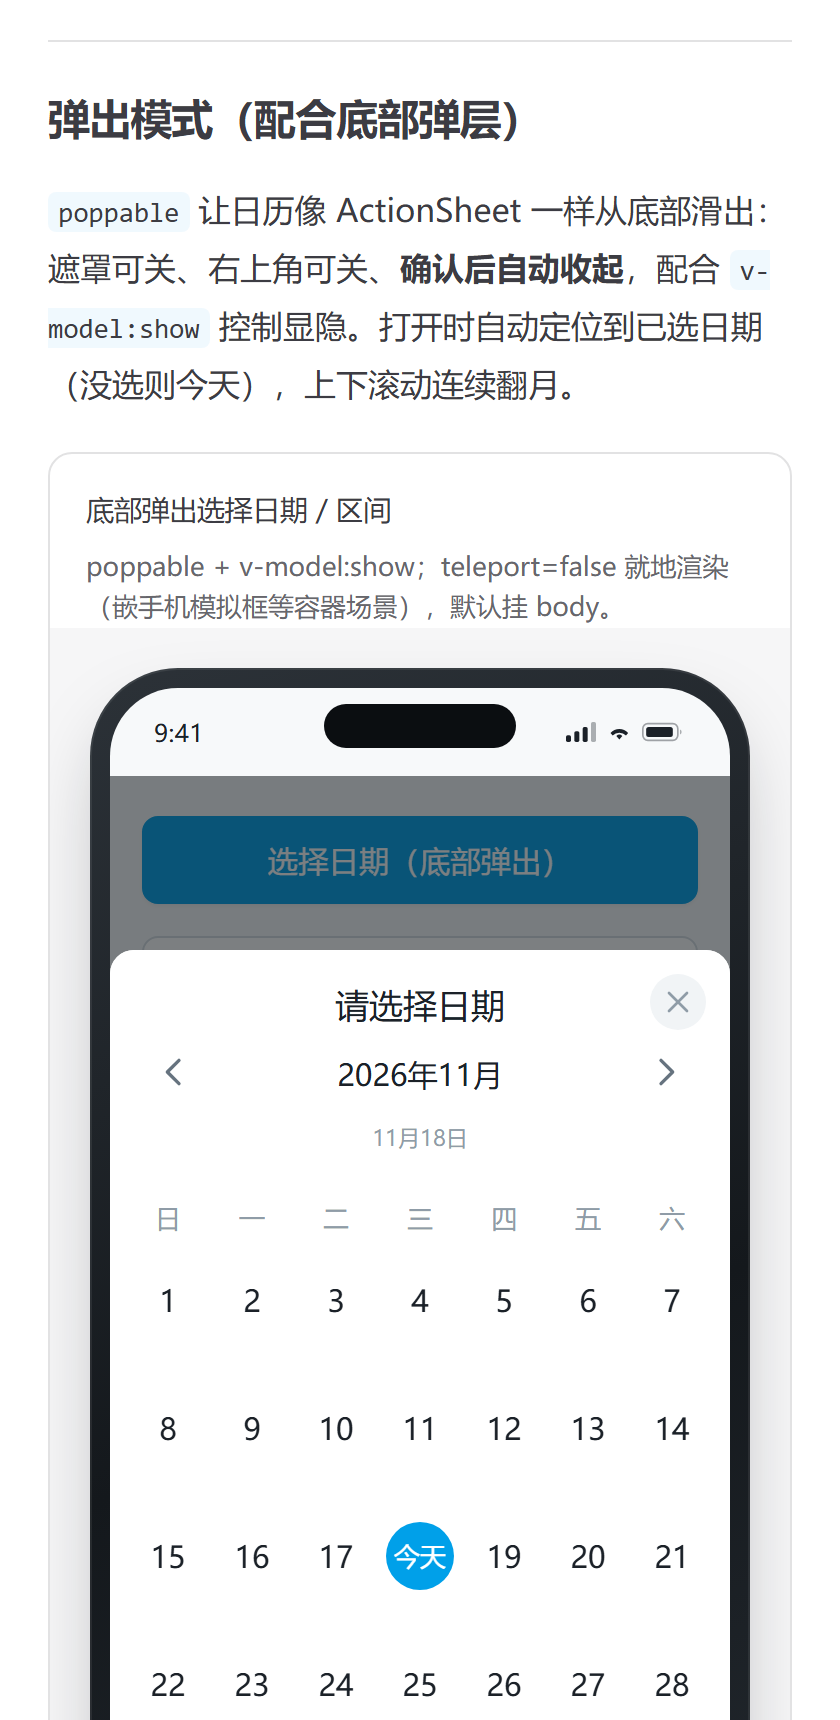 弹出模式（配合底部弹层）
poppable 让日历像 ActionSheet 一样从底部滑出：
遮罩可关、右上角可关、确认后自动收起，配合 v-
model:show 控制显隐。打开时自动定位到已选日期
（没选则今天），上下滚动连续翻月。
底部弹出选择日期 / 区间
poppable + v-model:show；teleport=false 就地渲染
（嵌手机模拟框等容器场景），默认挂 body。
9:41
选择日期（底部弹出）
请选择日期
2026年11月
11月18日
日 一 二 三 四 五 六
1 2 3 4 5 6 7
8 9 10 11 12 13 14
15 16 17 今天 19 20 21
22 23 24 25 26 27 28